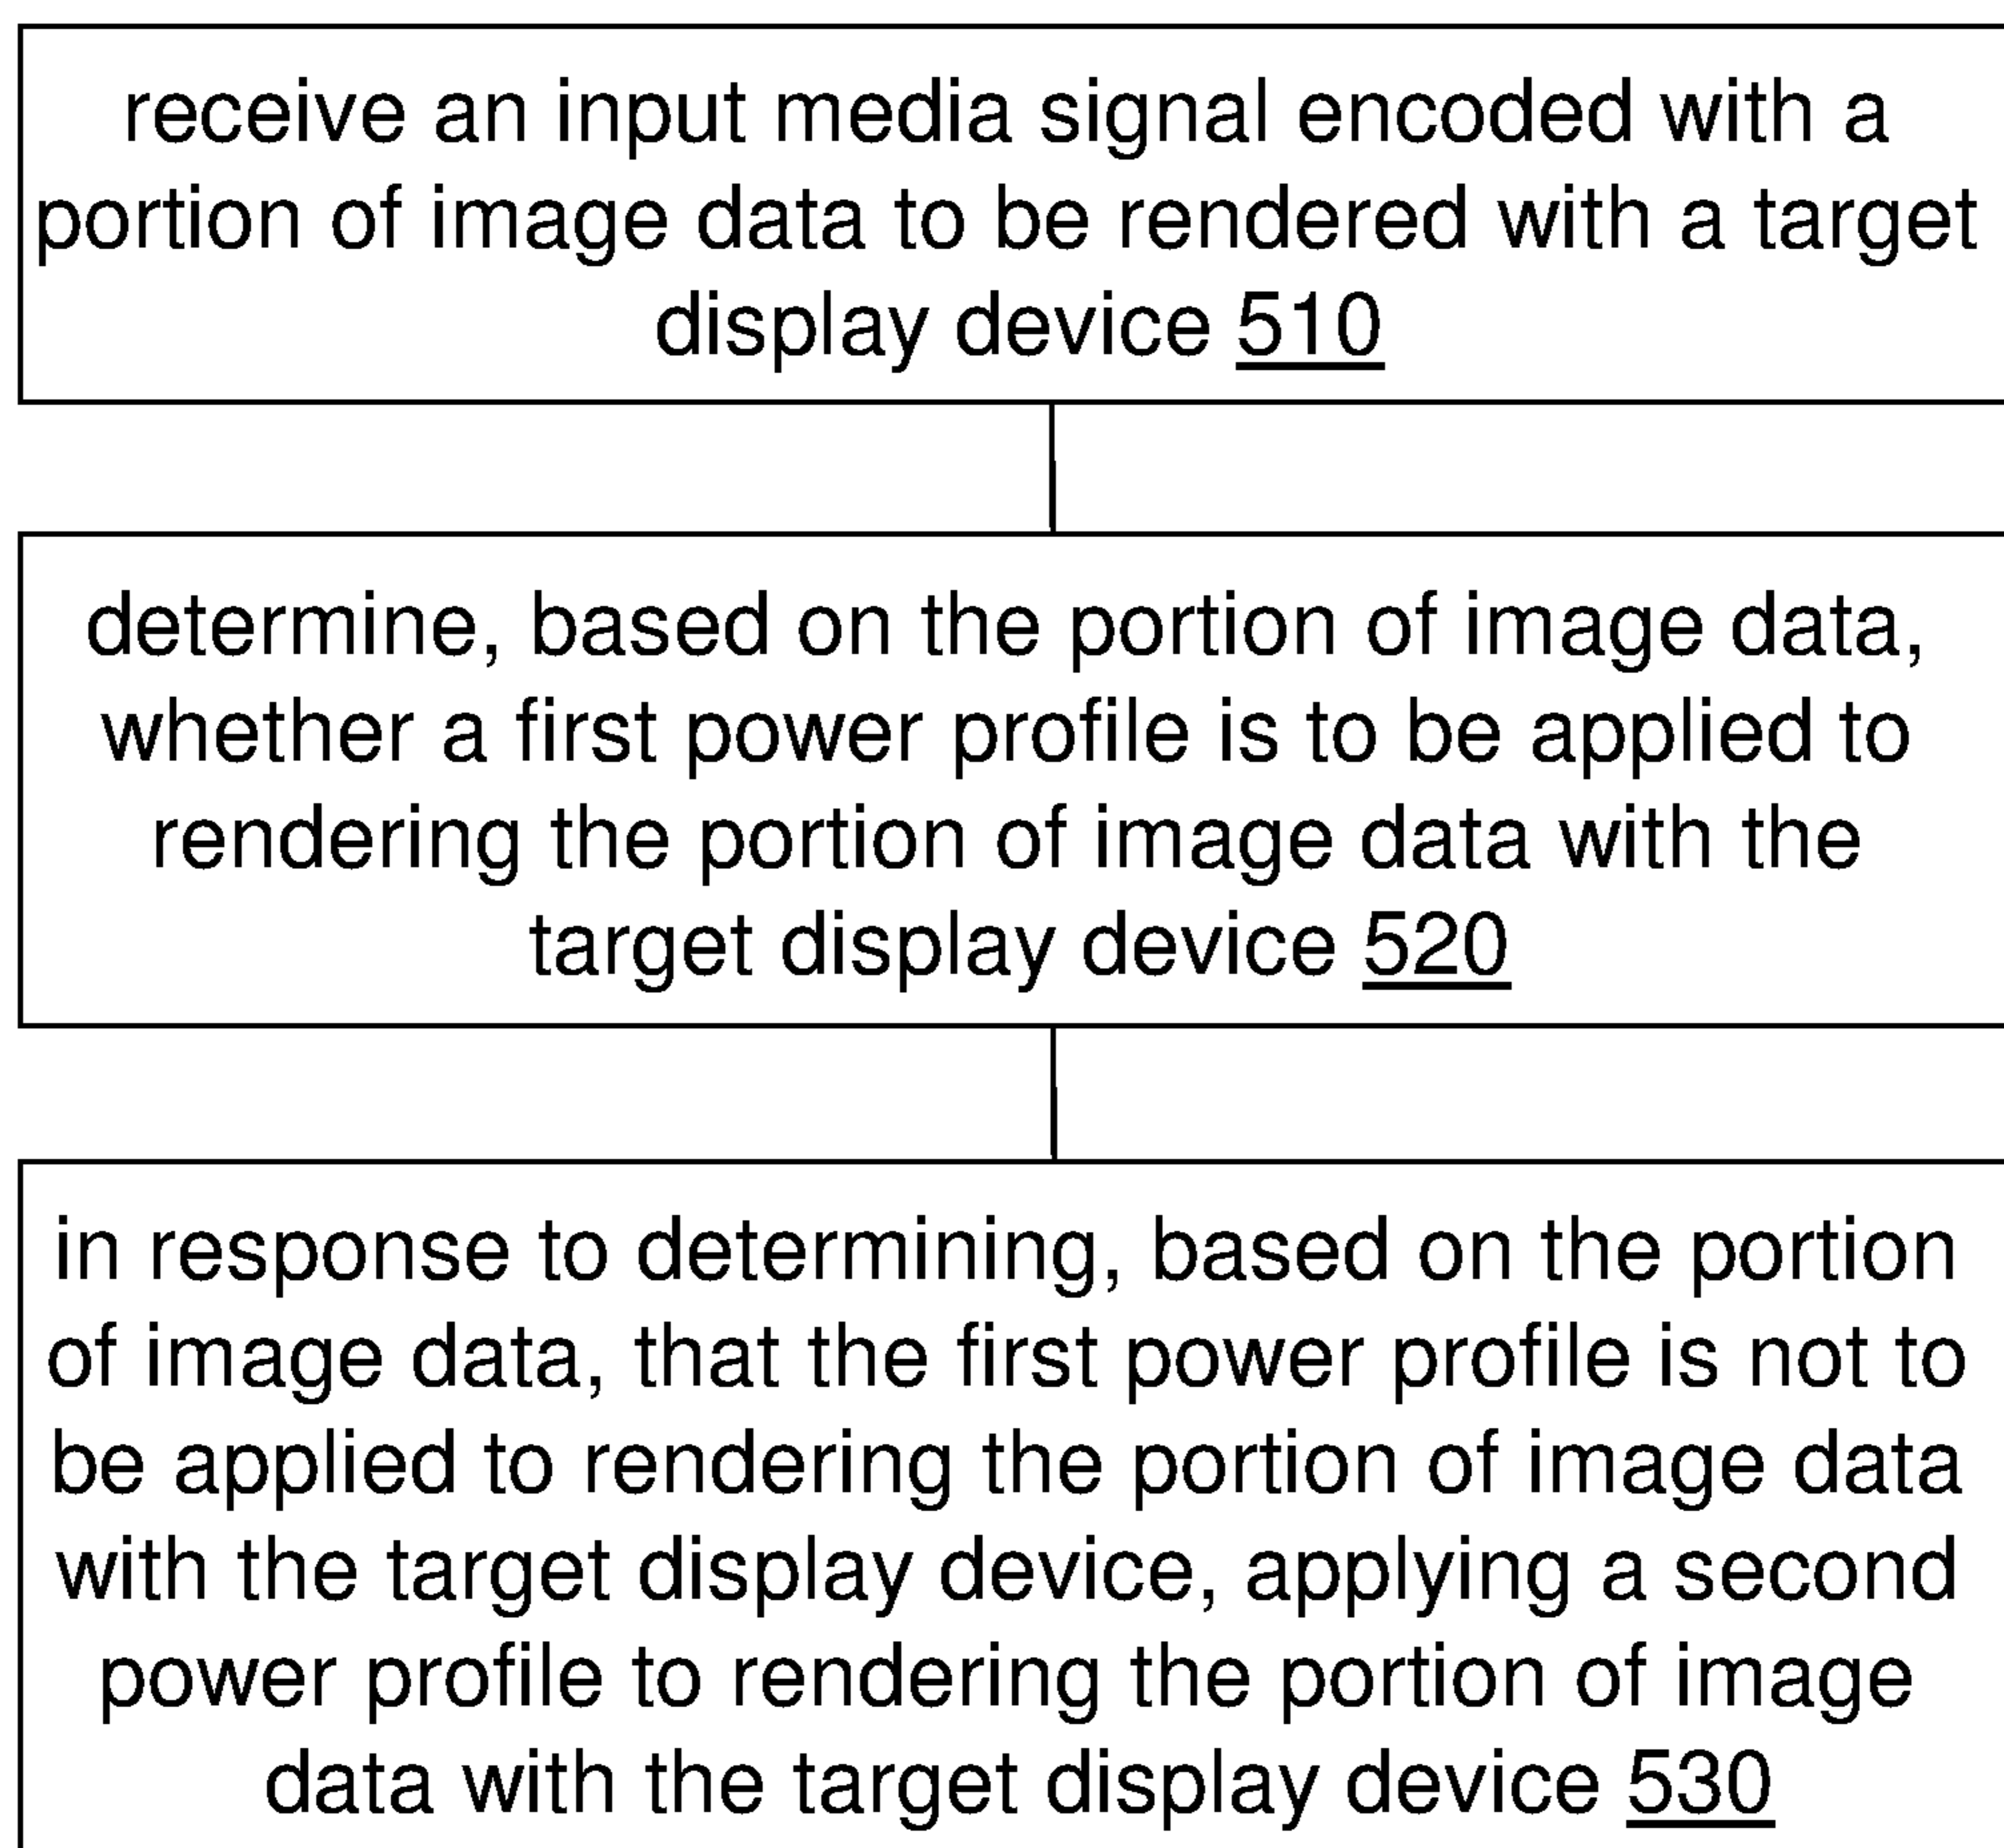 receive an input media signal encoded with a
portion of image data to be rendered with a target
display device 510
determine, based on the portion of image data,
whether a first power profile is to be applied to
rendering the portion of image data with the
target display device 520
in response to determining, based on the portion
of image data, that the first power profile is not to
be applied to rendering the portion of image data
with the target display device, applying a second
power profile to rendering the portion of image
data with the target display device 530